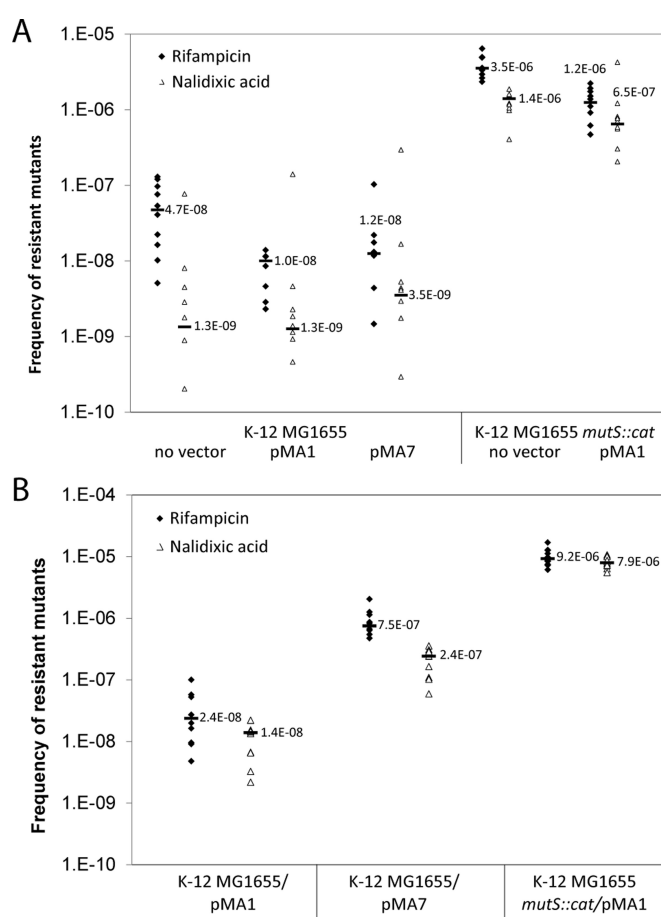 A
Frequency of resistant mutants
1.E-05
1.E-06
1.E-07
1.E-08
1.E-09
1.E-10
Rifampicin
Nalidixic acid
4.7E-08
1.3E-09
1.0E-08
1.3E-09
1.2E-08
3.5E-09
3.5E-06
1.4E-06
1.2E-06
6.5E-07
K-12 MG1655
no vector pMA1 pMA7
K-12 MG1655 mutS::cat
no vector pMA1
B
Frequency of resistant mutants
1.E-04
1.E-05
1.E-06
1.E-07
1.E-08
1.E-09
1.E-10
Rifampicin
Nalidixic acid
2.4E-08
1.4E-08
7.5E-07
2.4E-07
9.2E-06
7.9E-06
K-12 MG1655/
pMA1
K-12 MG1655/
pMA7
K-12 MG1655
mutS::cat/pMA1